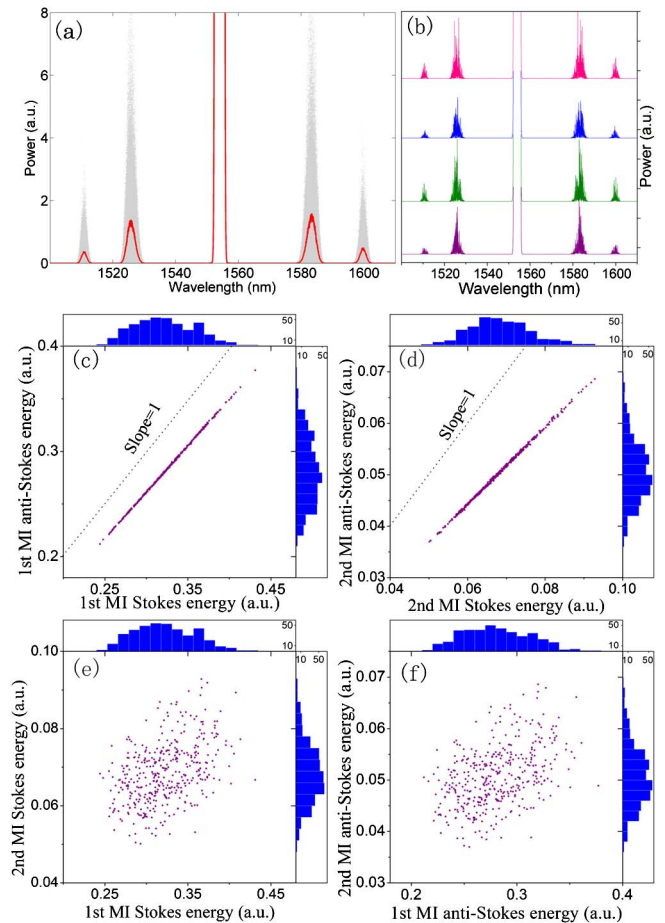 (a)
8
6
4
2
0
Power (a.u.)
1520 1540 1560 1580 1600
Wavelength (nm)
(b)
Power (a.u.)
1520 1540 1560 1580 1600
Wavelength (nm)
50
10
10 50
(c)
0.4
0.3
0.2
Slope=1
1st MI anti-Stokes energy (a.u.)
0.25 0.35 0.45
1st MI Stokes energy (a.u.)
50
10
10 50
(d)
0.07
0.05
0.03
Slope=1
2nd MI anti-Stokes energy (a.u.)
0.04 0.06 0.08 0.10
2nd MI Stokes energy (a.u.)
50
10
10 50
(e)
0.10
0.08
0.06
0.04
2nd MI Stokes energy (a.u.)
0.25 0.35 0.45
1st MI Stokes energy (a.u.)
50
10
10 50
(f)
0.07
0.06
0.05
0.04
0.03
2nd MI anti-Stokes energy (a.u.)
0.2 0.3 0.4
1st MI anti-Stokes energy (a.u.)